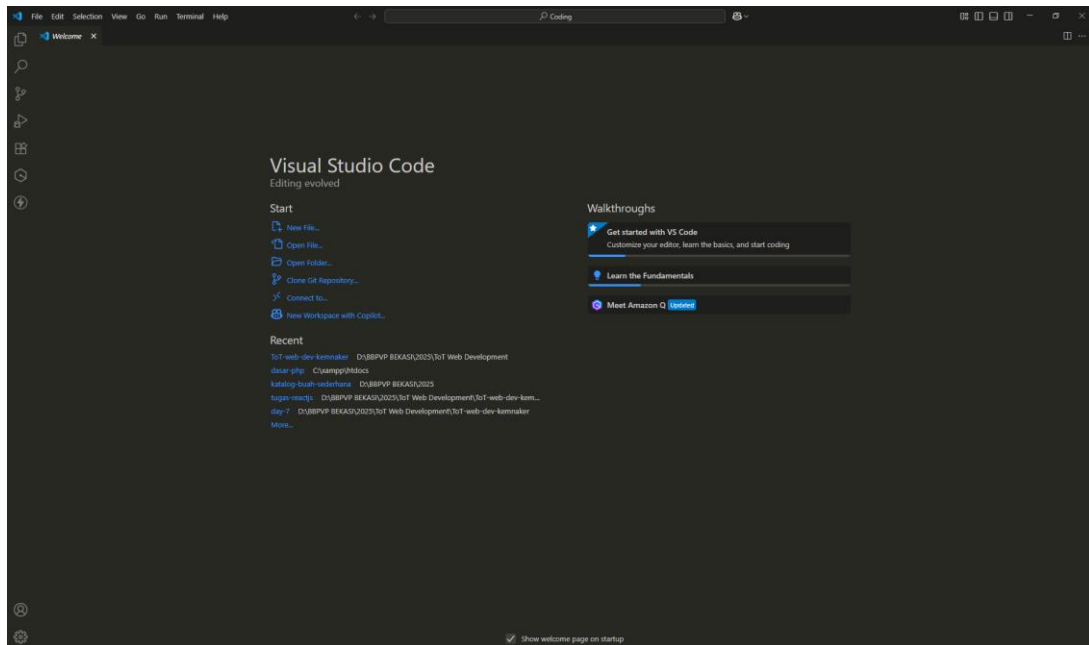 File Edit Selection View Go Run Terminal Help
Coding
Welcome
Visual Studio Code
Editing evolved
Start
New File...
Open File...
Open Folder...
Clone Git Repository...
Connect to...
New Workspace with Copilot...
Recent
ToT-web-dev-kemnaker D:\BBPVP BEKASI\2025\ToT Web Development
dasar-php C:\xampp\htdocs
katalog-buah-sederhana D:\BBPVP BEKASI\2025
tugas-reactjs D:\BBPVP BEKASI\2025\ToT Web Development\ToT-web-dev-kem...
day-7 D:\BBPVP BEKASI\2025\ToT Web Development\ToT-web-dev-kemnaker
More...
Walkthroughs
Get started with VS Code
Customize your editor, learn the basics, and start coding
Learn the Fundamentals
Meet Amazon Q Updated
Show welcome page on startup